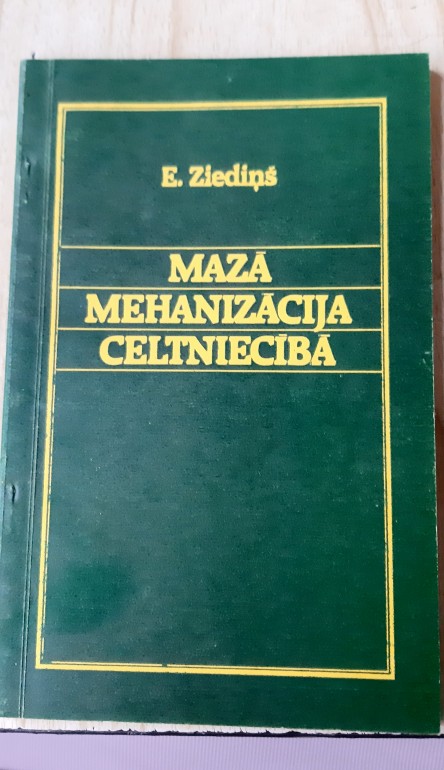 E. Ziediņš
MAZĀ
MEHANIZĀCIJA
CELTNIECĪBĀ